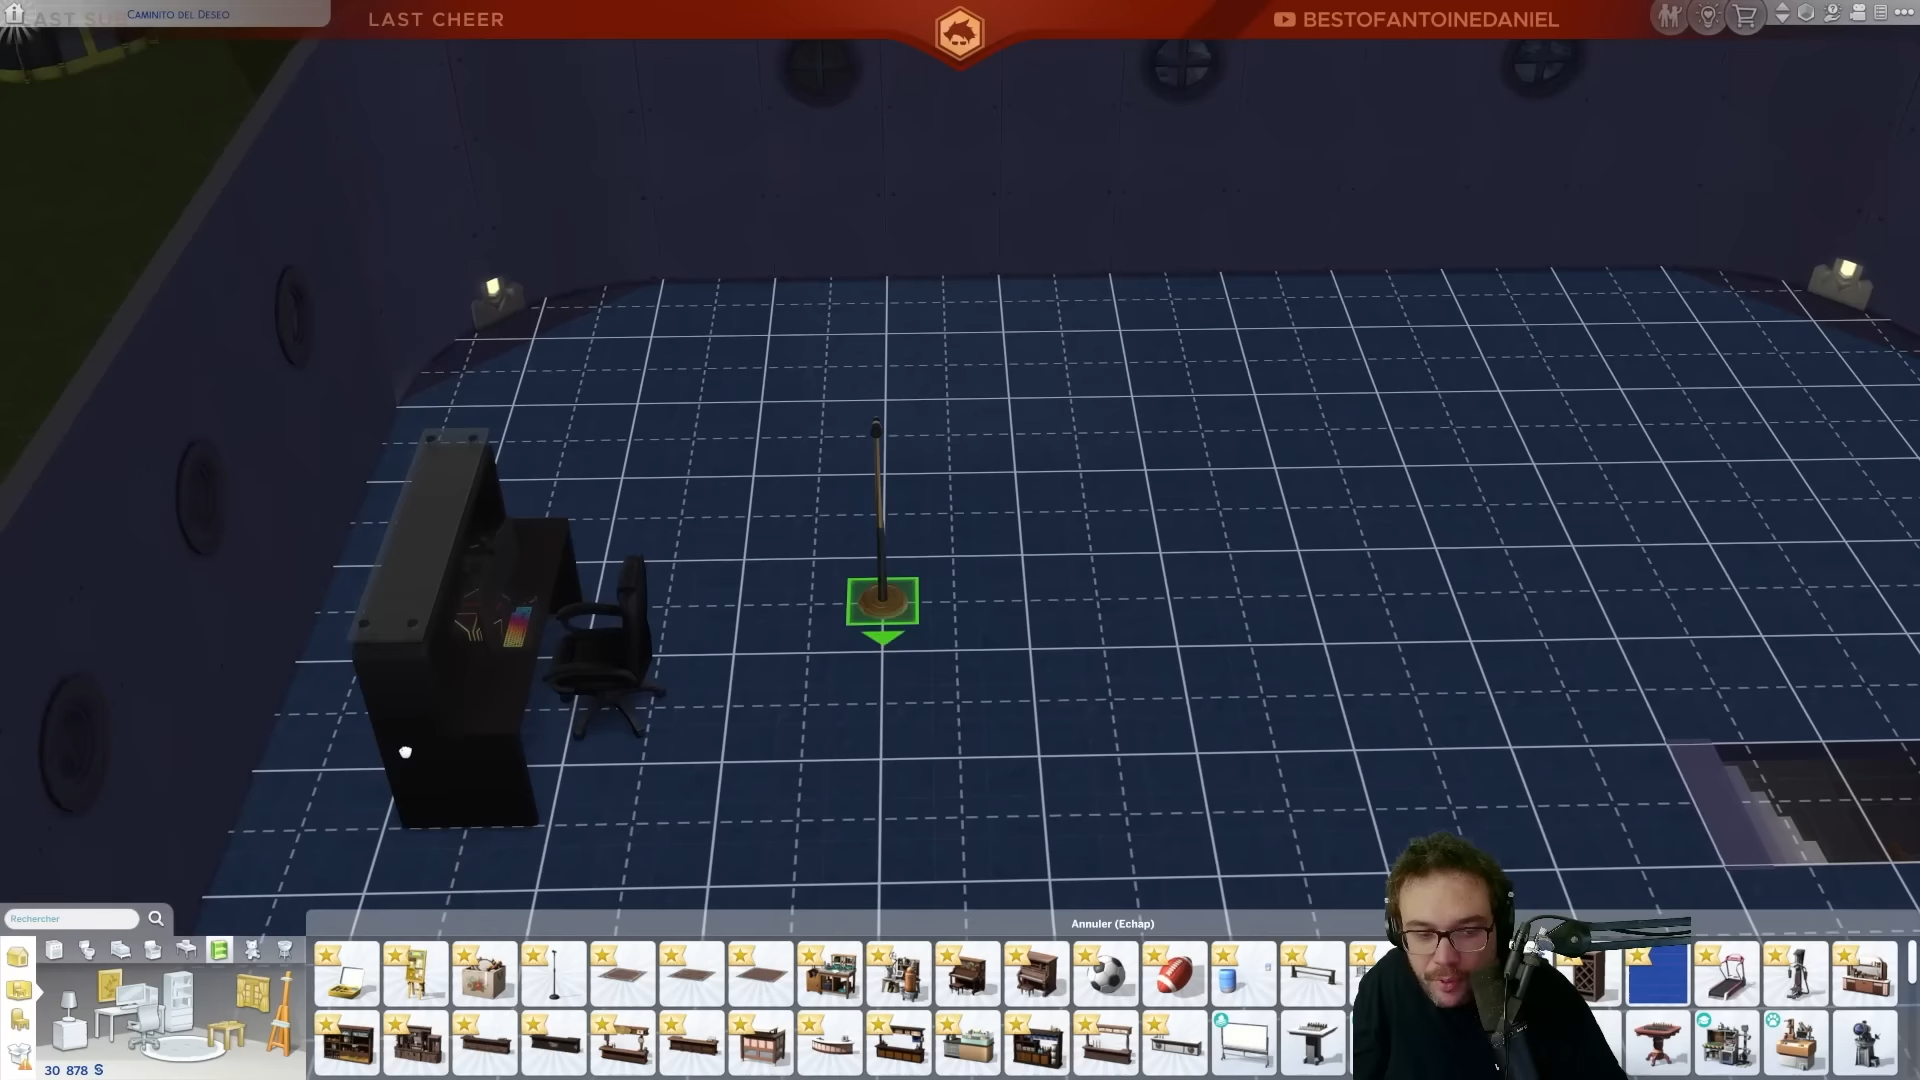 CAMINITO DEL DESEO
LAST CHEER
BESTOFANTOINEDANIEL
Annuler (Echap)
Rechercher
30 878 $